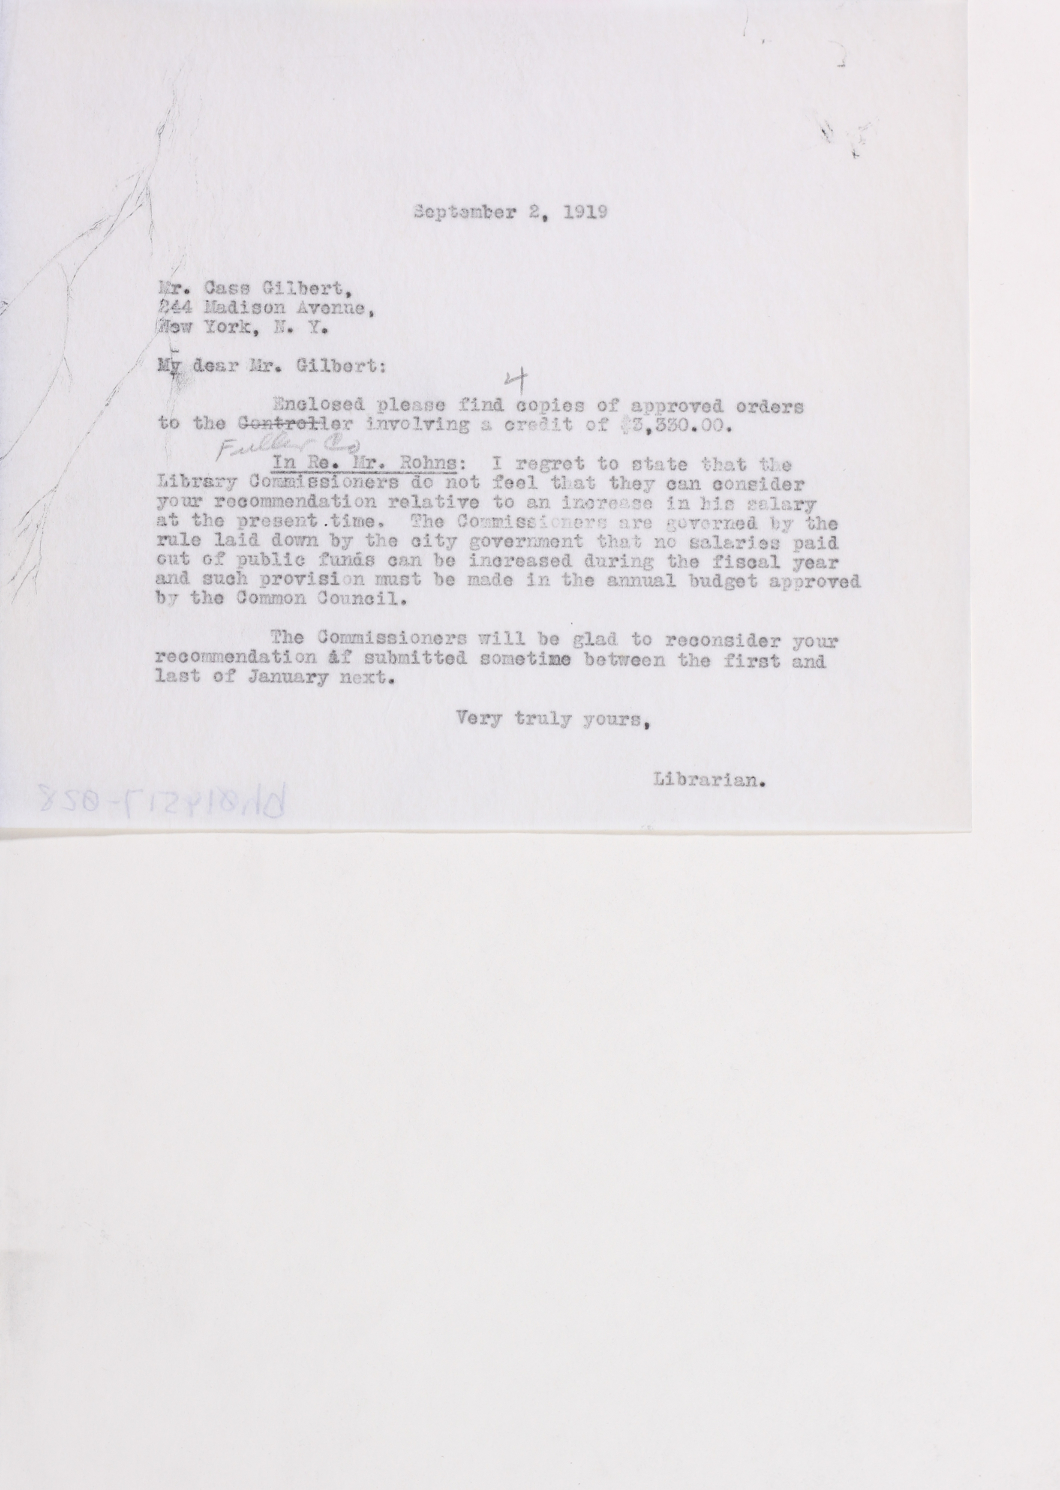 September 2, 1919
Mr. Cass Gilbert,
244 Madison Avenue,
New York, N. Y.
My dear Mr. Gilbert:
4
Enclosed please find copies of approved orders
to the Controller involving a credit of $3,330.00.
Fuller Co
In Re. Mr. Rohns: I regret to state that the
Library Commissioners do not feel that they can consider
your recommendation relative to an increase in his salary
at the present time. The Commissioners are governed by the
rule laid down by the city government that no salaries paid
out of public funds can be increased during the fiscal year
and such provision must be made in the annual budget approved
by the Common Council.
The Commissioners will be glad to reconsider your
recommendation if submitted sometime between the first and
last of January next.
Very truly yours,
Librarian.